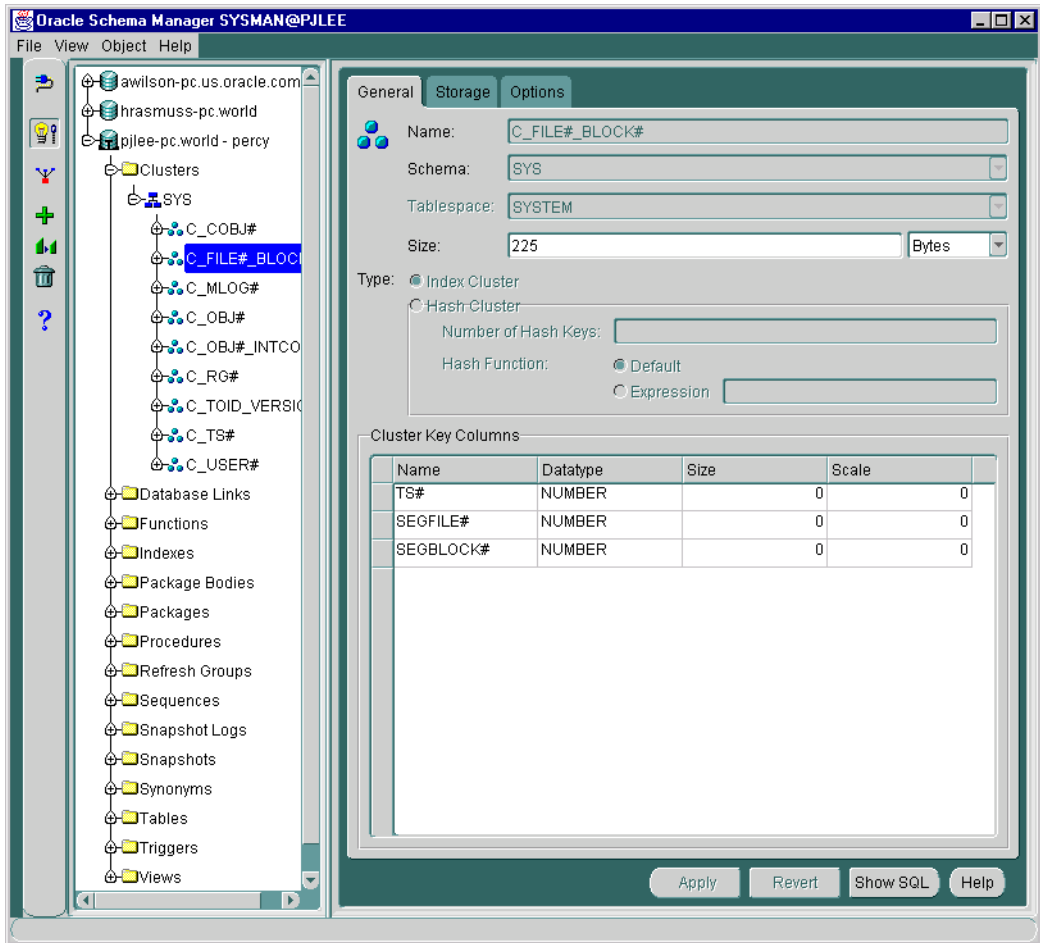 Oracle Schema Manager SYSMAN@PJLEE
File View Object Help
awilson-pc.us.oracle.com
hrasmuss-pc.world
pjlee-pc.world - percy
Clusters
SYS
C_COBJ#
C_FILE#_BLOC
C_MLOG#
C_OBJ#
C_OBJ#_INTCO
C_RG#
C_TOID_VERSI
C_TS#
C_USER#
Database Links
Functions
Indexes
Package Bodies
Packages
Procedures
Refresh Groups
Sequences
Snapshot Logs
Snapshots
Synonyms
Tables
Triggers
Views
General Storage Options
Name: C_FILE#_BLOCK#
Schema: SYS
Tablespace: SYSTEM
Size: 225 Bytes
Type: Index Cluster
Hash Cluster
Number of Hash Keys:
Hash Function: Default
Expression
Cluster Key Columns
Name Datatype Size Scale
TS# NUMBER 0 0
SEGFILE# NUMBER 0 0
SEGBLOCK# NUMBER 0 0
Apply Revert Show SQL Help